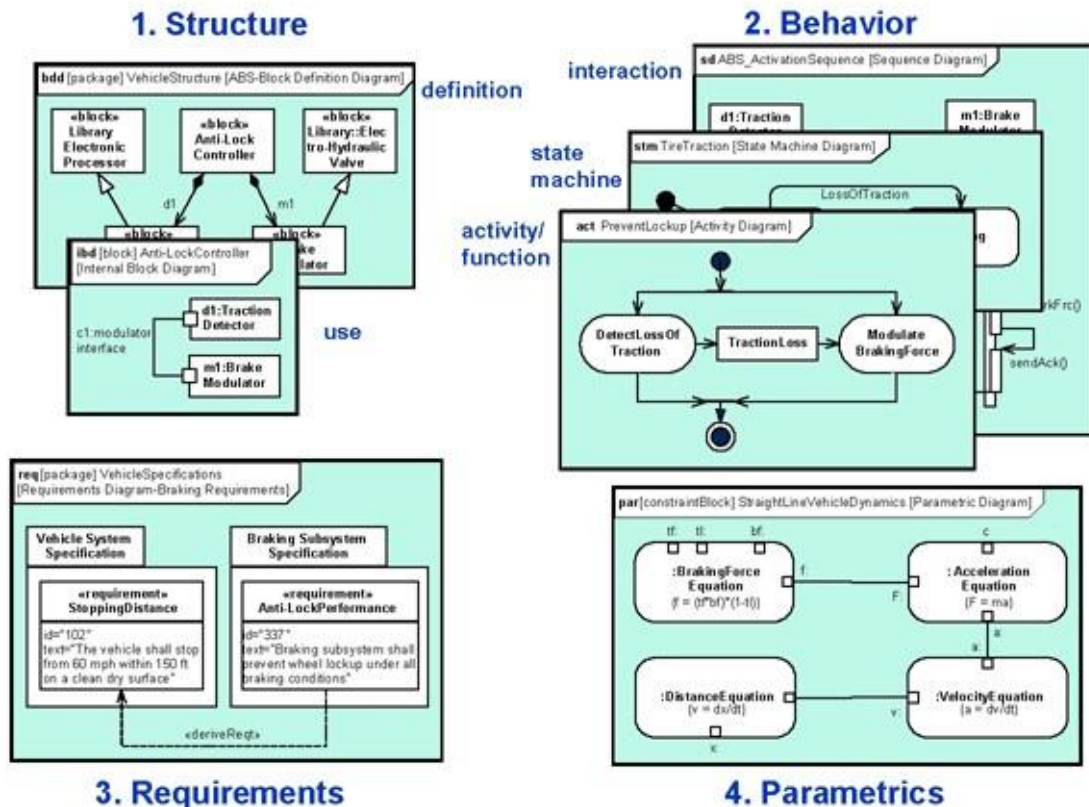 1. Structure
bdd [package] VehicleStructure [ABS-Block Definition Diagram]
definition
«block»
Library
Electronic
Processor
«block»
Anti-Lock
Controller
«block»
Library::Elec
tro-Hydraulic
Valve
d1
m1
«block»
«block»
ibd [block] Anti-LockController
[Internal Block Diagram]
use
d1:Traction
Detector
c1:modulator
interface
m1:Brake
Modulator
2. Behavior
interaction
sd ABS_ActivationSequence [Sequence Diagram]
d1:Traction
Detector
m1:Brake
Modulator
state
machine
stm TireTraction [State Machine Diagram]
LossOfTraction
activity/
function
act PreventLockup [Activity Diagram]
DetectLossOf
Traction
TractionLoss
Modulate
BrakingForce
rkFrc()
sendAck()
req [package] VehicleSpecifications
[Requirements Diagram-Braking Requirements]
Vehicle System
Specification
Braking Subsystem
Specification
«requirement»
StoppingDistance
id="102"
text="The vehicle shall stop
from 60 mph within 150 ft
on a clean dry surface"
«requirement»
Anti-LockPerformance
id="337"
text="Braking subsystem shall
prevent wheel lockup under all
braking conditions"
«deriveReqt»
3. Requirements
par [constraintBlock] StraightLineVehicleDynamics [Parametric Diagram]
tf:
tl:
bf:
c
:BrakingForce
Equation
{f = (tf*bf)*(1-tl)}
f:
F:
:Acceleration
Equation
{F = ma}
a:
a:
:DistanceEquation
{v = dx/dt}
v:
:VelocityEquation
{a = dv/dt}
x:
4. Parametrics